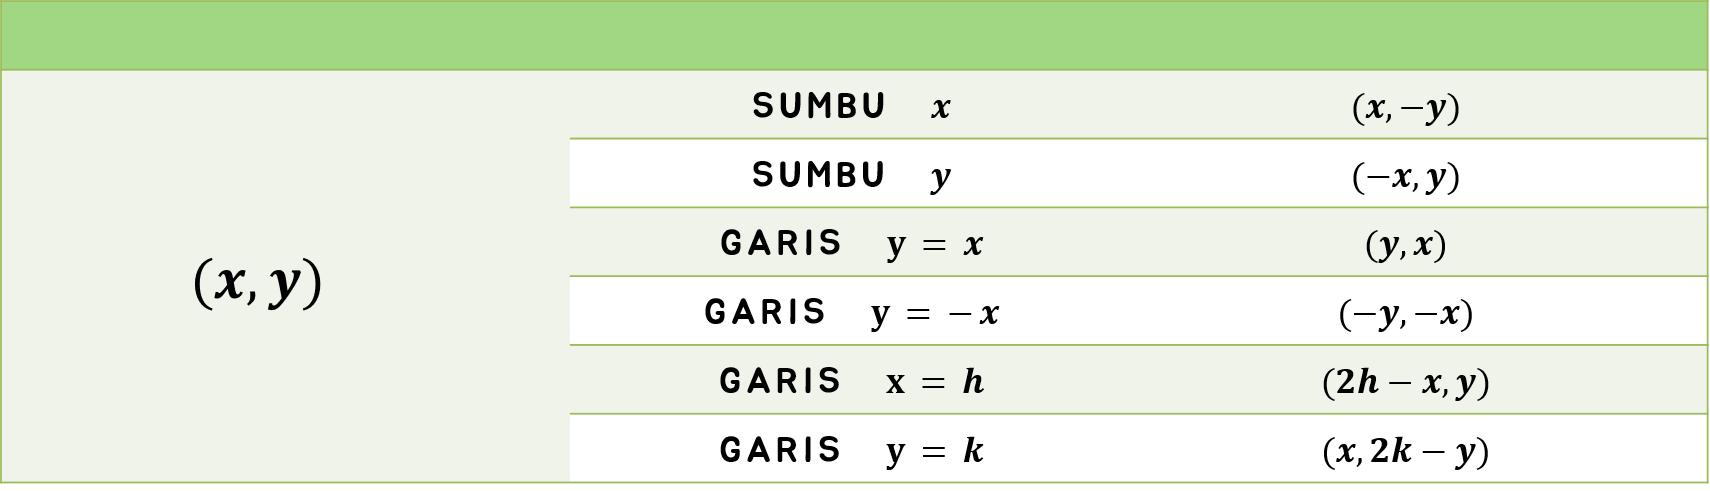 SUMBU x (x, −y)
SUMBU y (−x, y)
GARIS y = x (y, x)
(x, y)
GARIS y = − x (−y, −x)
GARIS x = h (2h − x, y)
GARIS y = k (x, 2k − y)